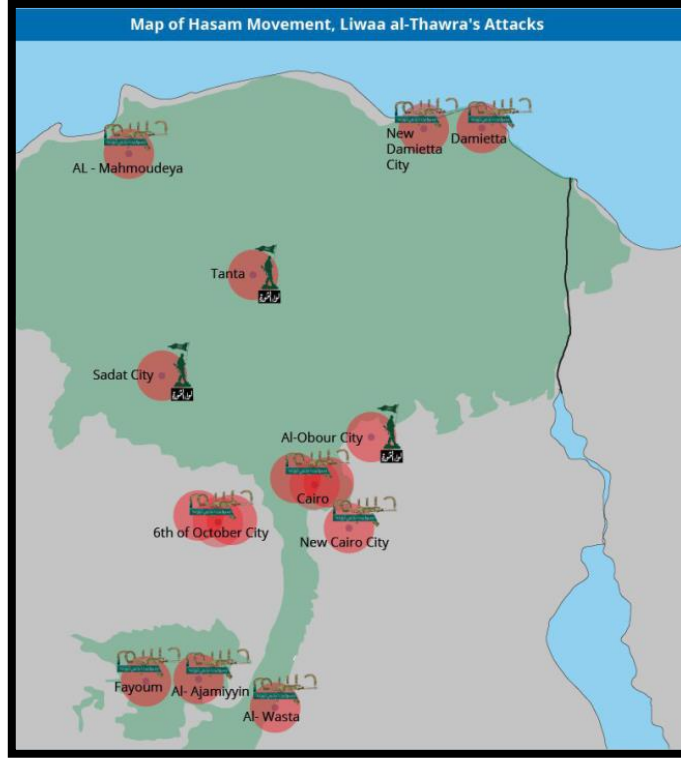 Map of Hasam Movement, Liwaa al-Thawra's Attacks
New
Damietta
City
Damietta
AL - Mahmoudeya
Tanta
Sadat City
Al-Obour City
Cairo
6th of October City
New Cairo City
Fayoum
Al- Ajamiyyin
Al- Wasta